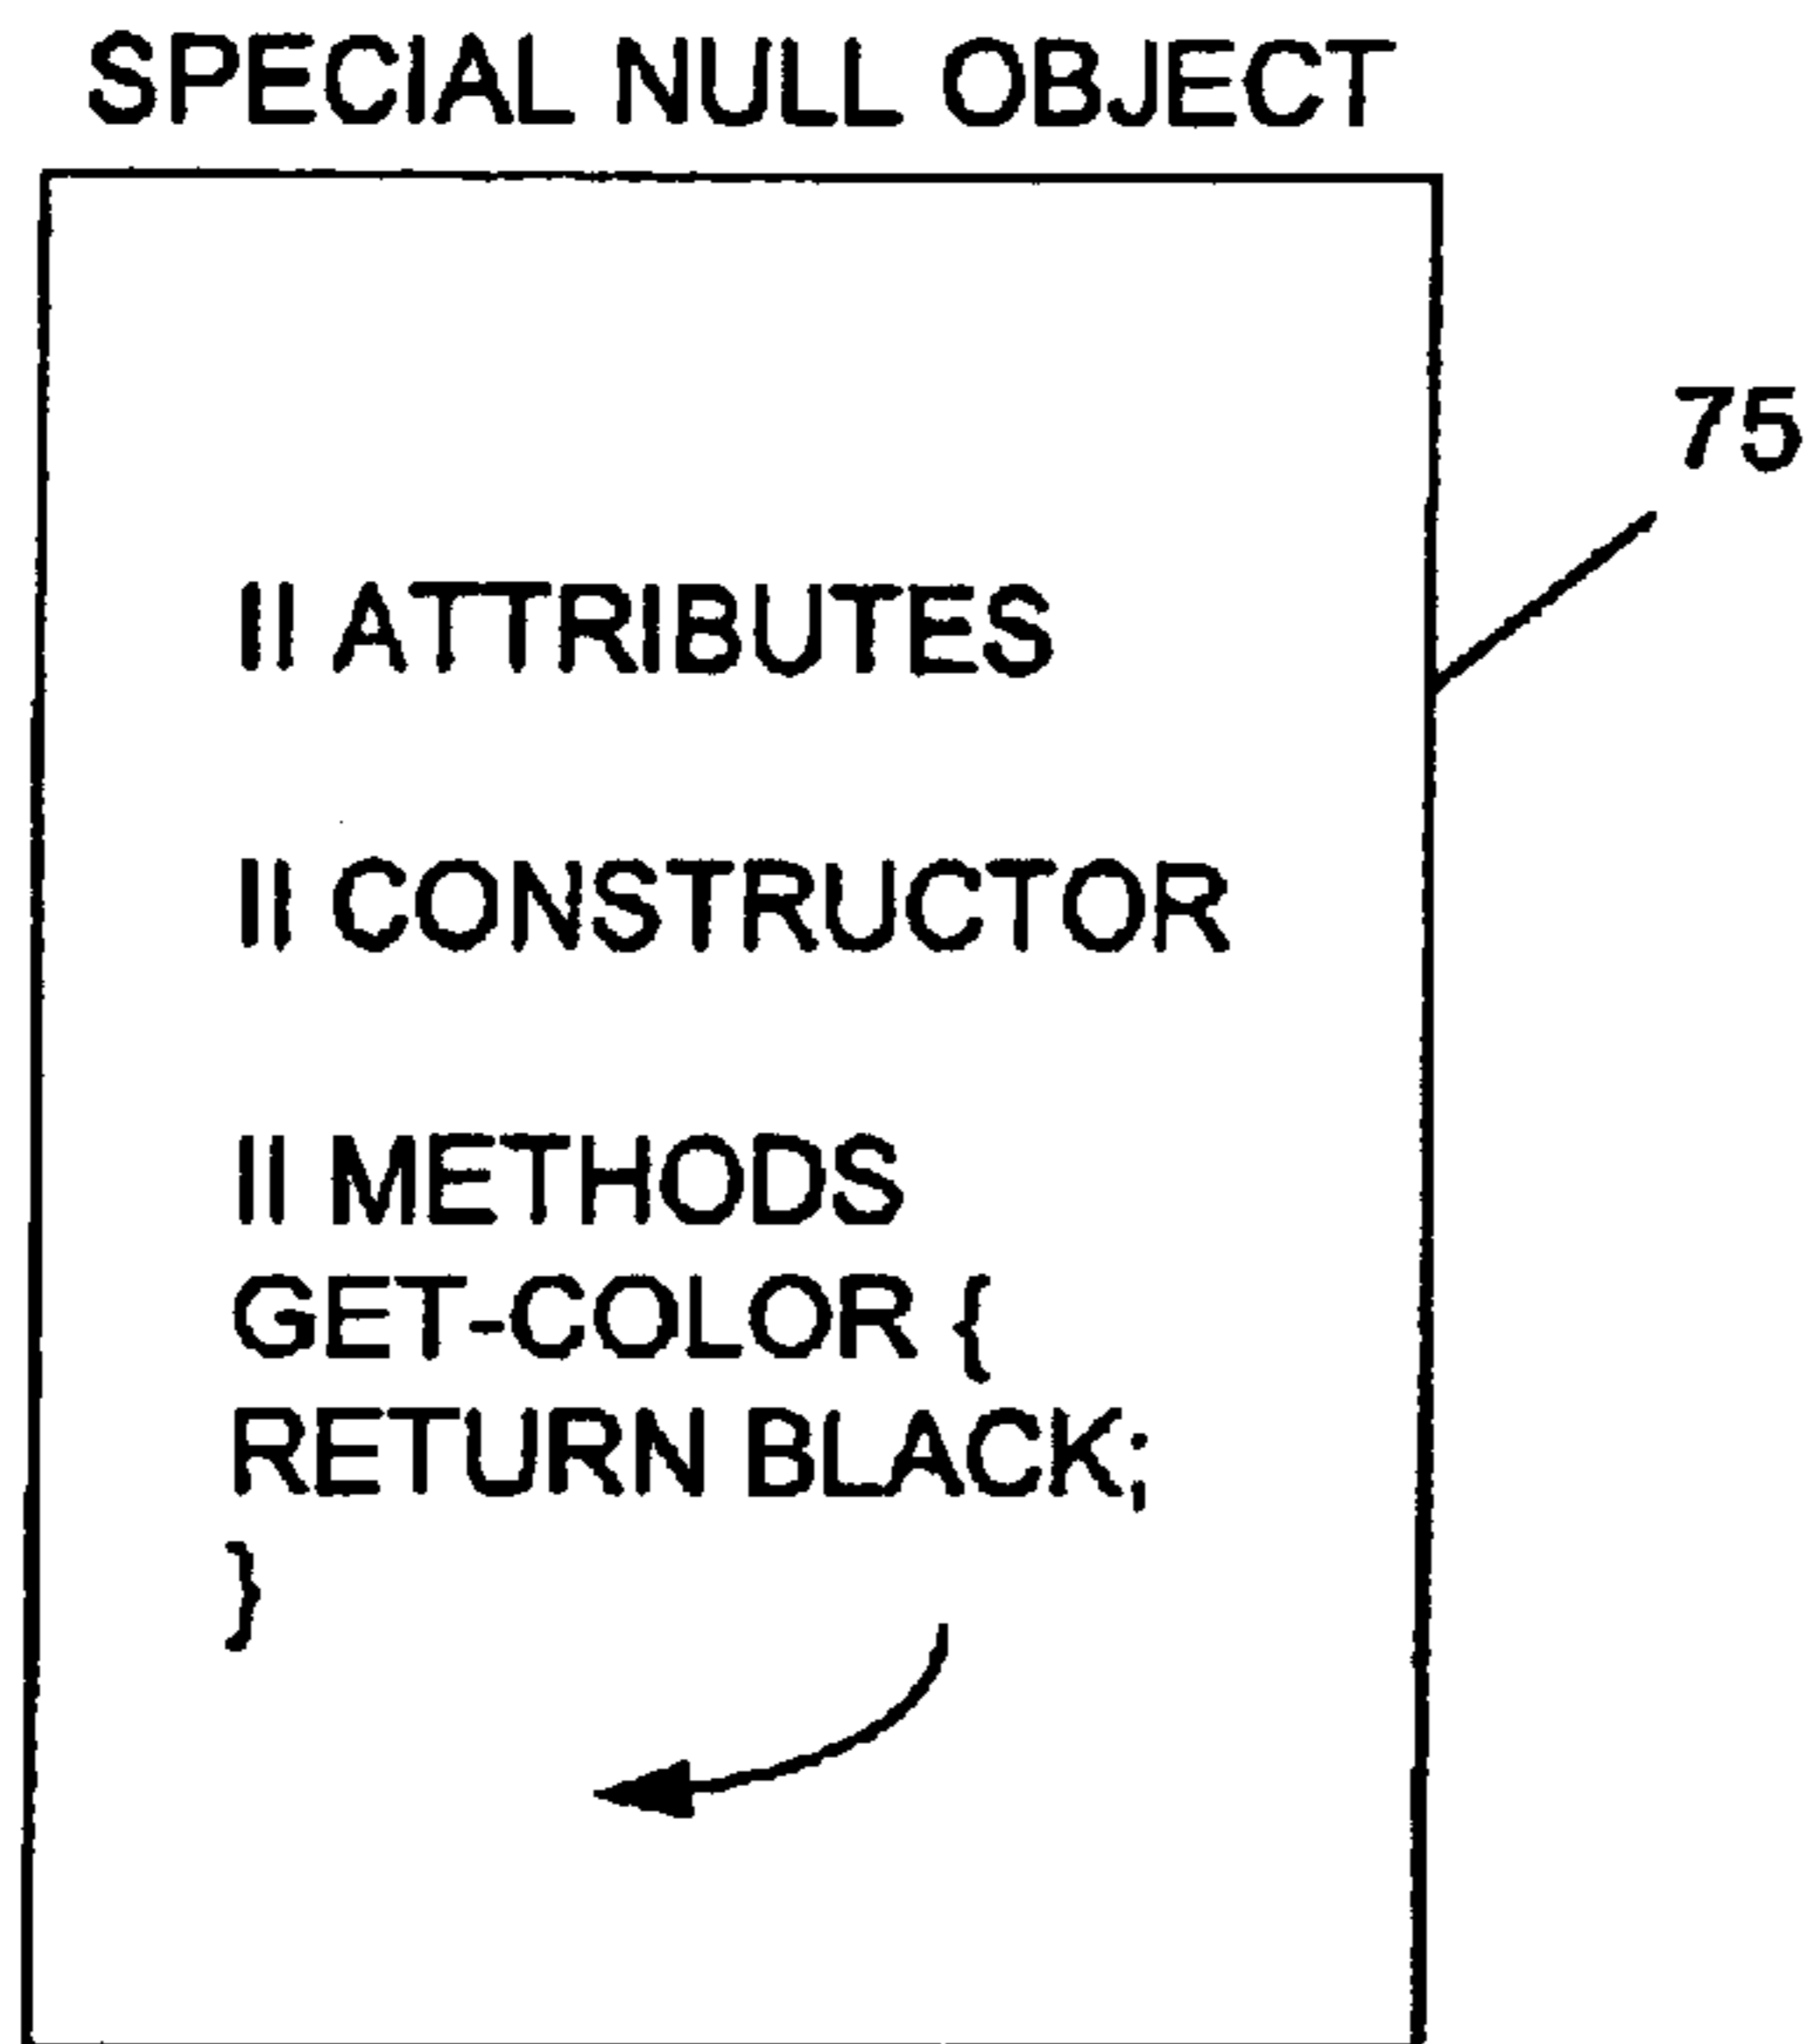 SPECIAL NULL OBJECT
75
II ATTRIBUTES
II CONSTRUCTOR
II METHODS
GET-COLOR {
RETURN BLACK;
}